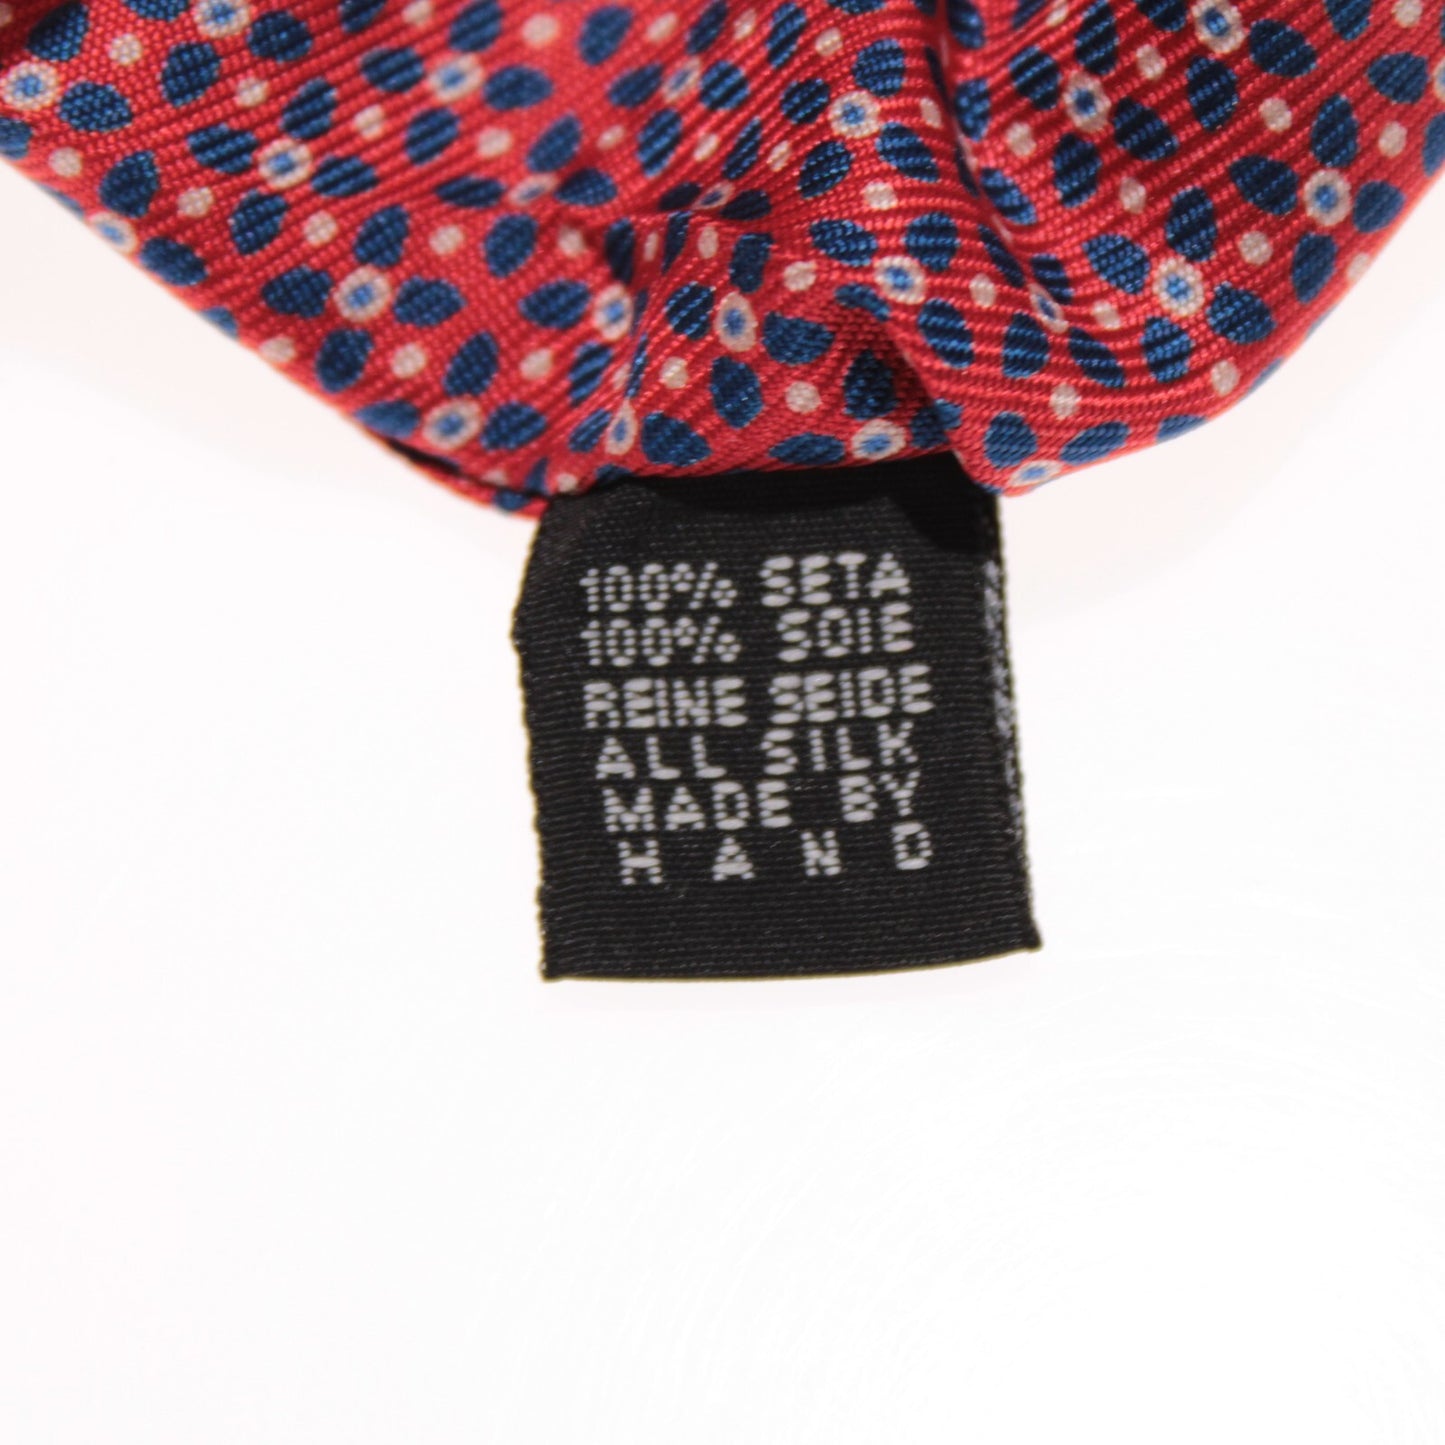 100% SETA
100% SOIE
REINE SEIDE
ALL SILK
MADE BY
HAND